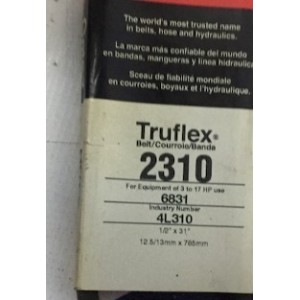 The world's most trusted name
in belts, hose and hydraulics.
La marca más confiable del mundo
en bandas, mangueras y línea hidraulica
Sceau de fiabilité mondiale
en courroies, boyaux et l'hydraulique.
Truflex®
Belt/Courroie/Banda
2310
For Equipment of 3 to 17 HP use
6831
Industry Number
4L310
1/2" x 31"
12.5/13mm x 785mm